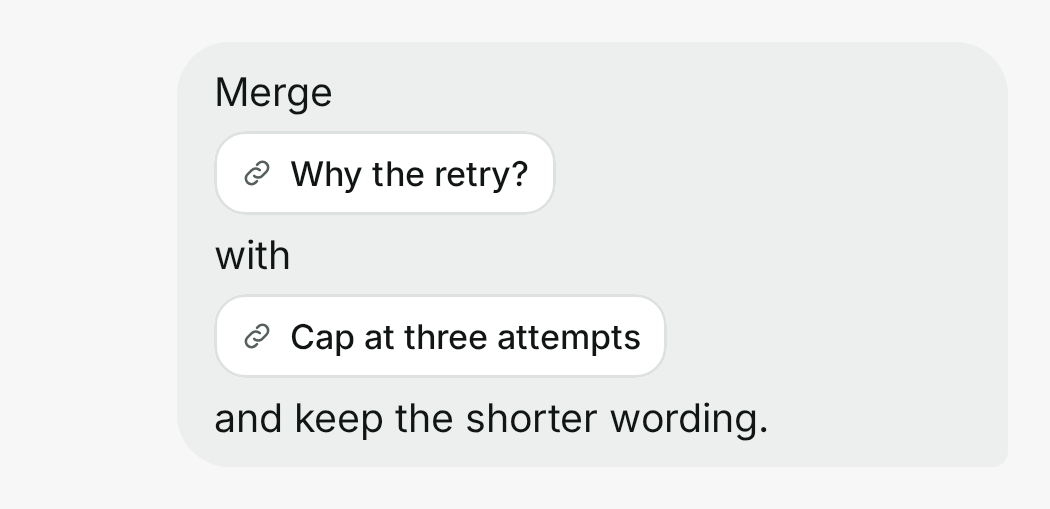 Merge
Why the retry?
with
Cap at three attempts
and keep the shorter wording.